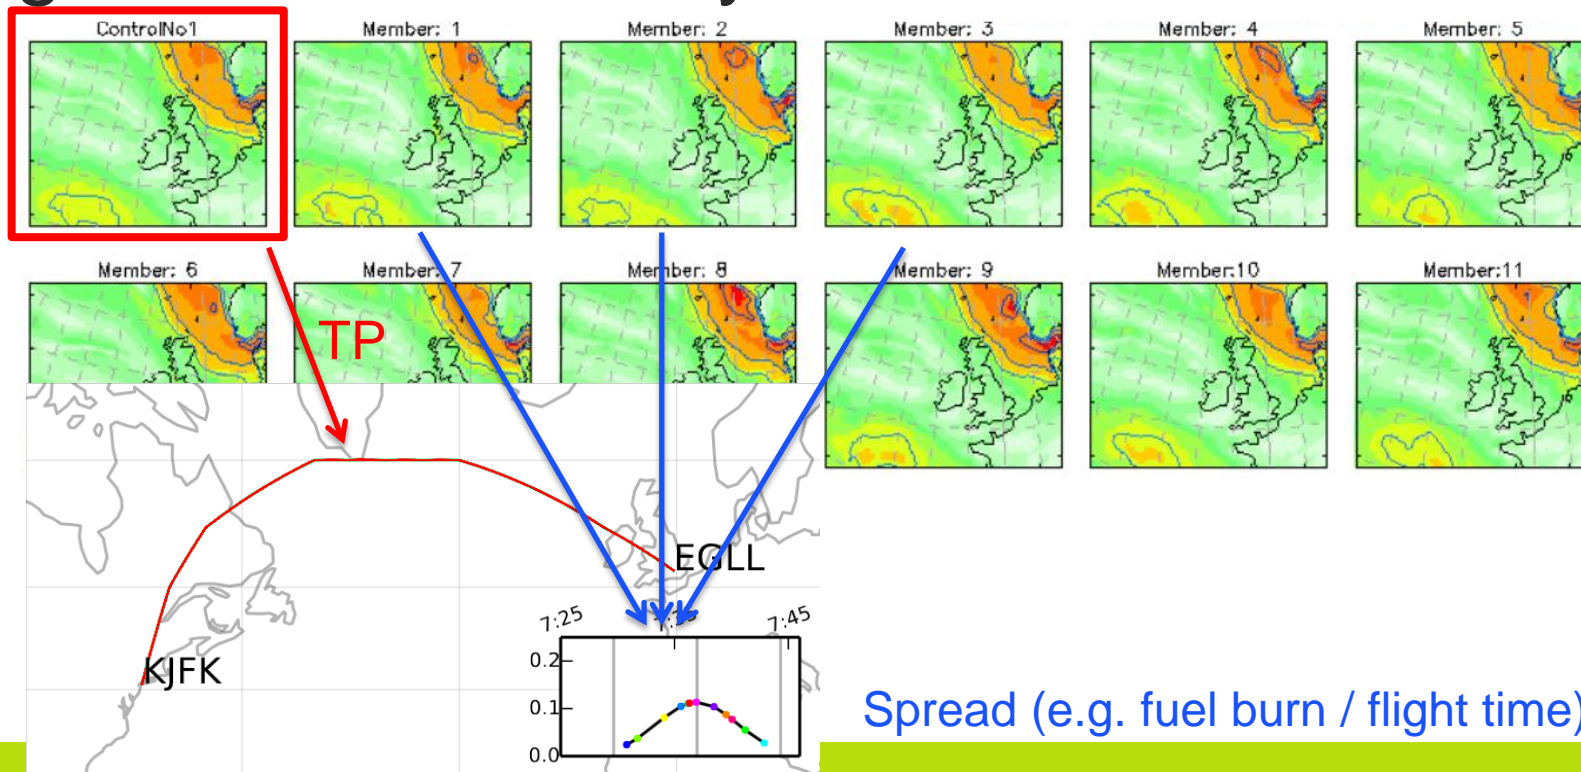 ControlNo1 Member: 1 Member: 2 Member: 3 Member: 4 Member: 5
Member: 6 Member: 7 Member: 8 Member: 9 Member:10 Member:11
TP
EGLL
KJFK
7:25 7:35 7:45
0.2
0.1
0.0
Spread (e.g. fuel burn / flight time)